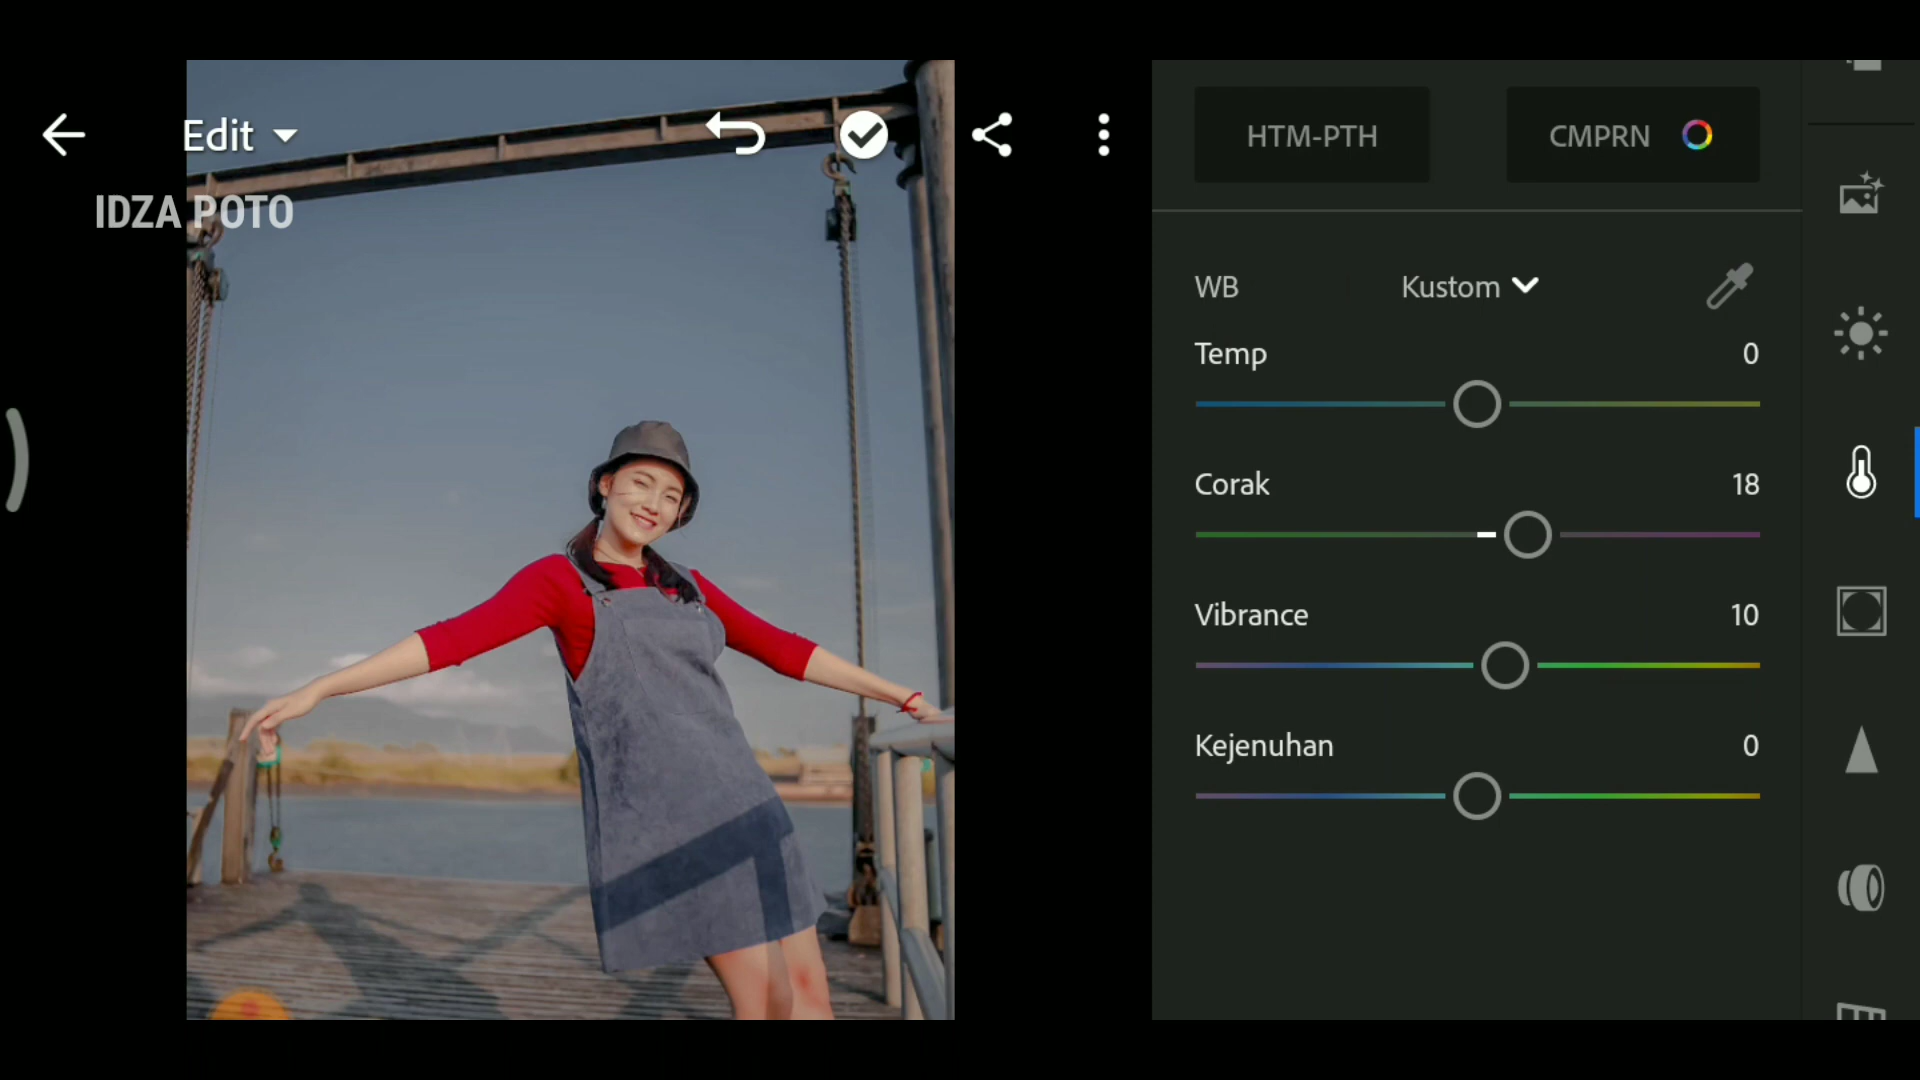 Edit
IDZA POTO
HTM-PTH
CMPRN
WB
Kustom
Temp
0
Corak
18
Vibrance
10
Kejenuhan
0